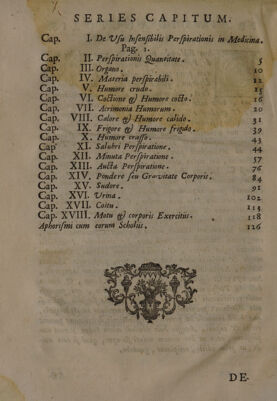 SERIES CAPITUM.
Cap. I. De Usu Insensibilis Perspirationis in Medicina.
Pag. 1.
Cap. II. Perspirationis Quantitate. 5
Cap. III. Organo. 10
Cap. IV. Materia perspirabili. 12
Cap. V. Humore crudo. 15
Cap. VI. Coctione & Humore cocto. 16
Cap. VII. Acrimonia Humorum. 20
Cap. VIII. Calore & Humore calido. 31
Cap. IX. Frigore & Humore frigido. 39
Cap. X. Humore crasso. 43
Cap. XI. Salubri Perspiratione. 44
Cap. XII. Minuta Perspiratione. 57
Cap. XIII. Aucta Perspiratione. 76
Cap. XIV. Pondere seu Gravitate Corporis. 84
Cap. XV. Sudore. 91
Cap. XVI. Urina. 102
Cap. XVII. Coitu. 113
Cap. XVIII. Motu & corporis Exercitiis. 118
Aphorismi cum eorum Scholiis. 126
DE-